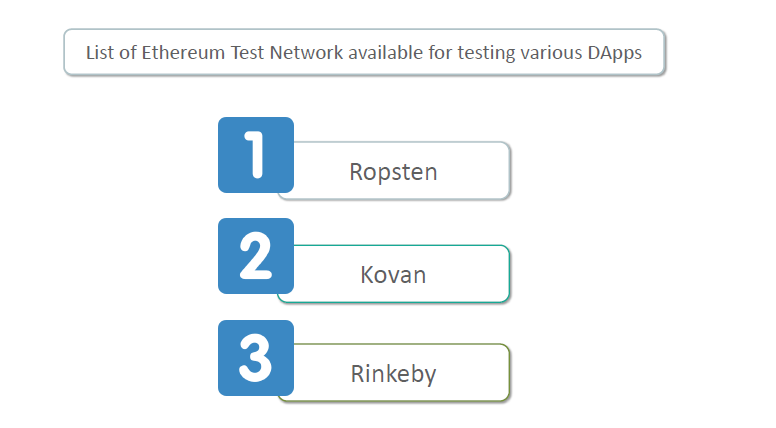 List of Ethereum Test Network available for testing various DApps
1
Ropsten
2
Kovan
3
Rinkeby